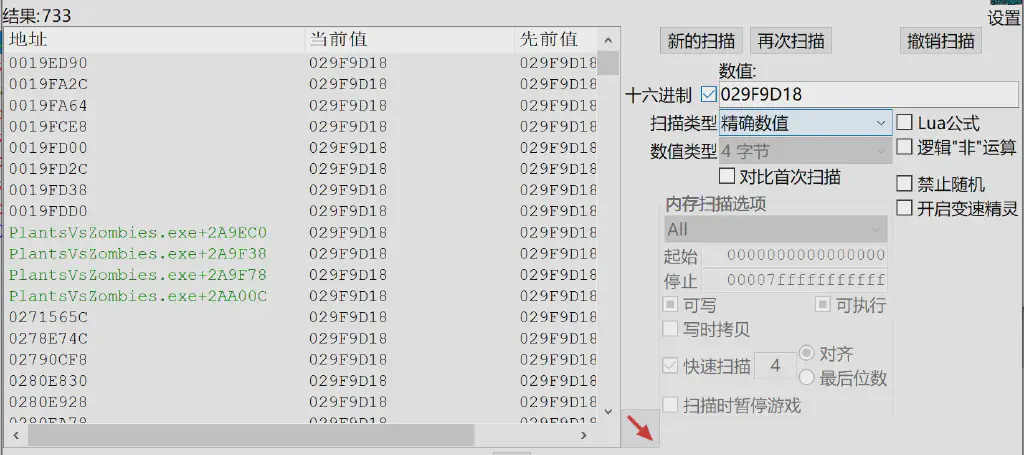 结果:733
设置
地址 当前值 先前值
0019ED90 029F9D18 029F9D18
0019FA2C 029F9D18 029F9D18
0019FA64 029F9D18 029F9D18
0019FCE8 029F9D18 029F9D18
0019FD00 029F9D18 029F9D18
0019FD2C 029F9D18 029F9D18
0019FD38 029F9D18 029F9D18
0019FDD0 029F9D18 029F9D18
PlantsVsZombies.exe+2A9EC0 029F9D18 029F9D18
PlantsVsZombies.exe+2A9F38 029F9D18 029F9D18
PlantsVsZombies.exe+2A9F78 029F9D18 029F9D18
PlantsVsZombies.exe+2AA00C 029F9D18 029F9D18
0271565C 029F9D18 029F9D18
0278E74C 029F9D18 029F9D18
02790CF8 029F9D18 029F9D18
0280E830 029F9D18 029F9D18
0280E928 029F9D18 029F9D18
新的扫描 再次扫描 撤销扫描
数值:
十六进制 029F9D18
扫描类型 精确数值 Lua公式
数值类型 4 字节 逻辑"非"运算
对比首次扫描 禁止随机
开启变速精灵
内存扫描选项
All
起始 0000000000000000
停止 00007fffffffffff
可写 可执行
写时拷贝
快速扫描 4 对齐
最后位数
扫描时暂停游戏